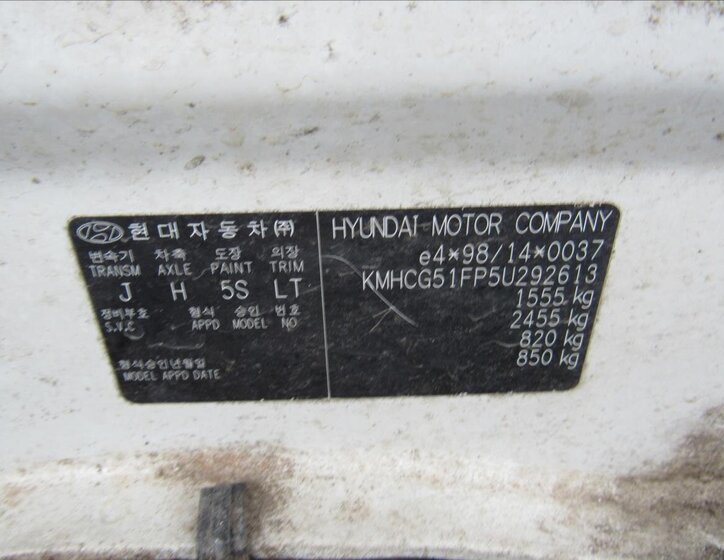 현대자동차㈜
변속기 차축 도장 의장
TRANSM AXLE PAINT TRIM
J H 5S LT
정비부호 형식 승인 번호
S.V.C APPD MODEL NO
형식승인년월일
MODEL APPD DATE
HYUNDAI MOTOR COMPANY
e4*98/14*0037
KMHCG51FP5U292613
1555 kg
2455 kg
820 kg
850 kg